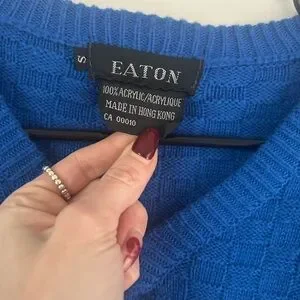 S
EATON
100% ACRYLIC/ACRYLIQUE
MADE IN HONG KONG
CA 00010